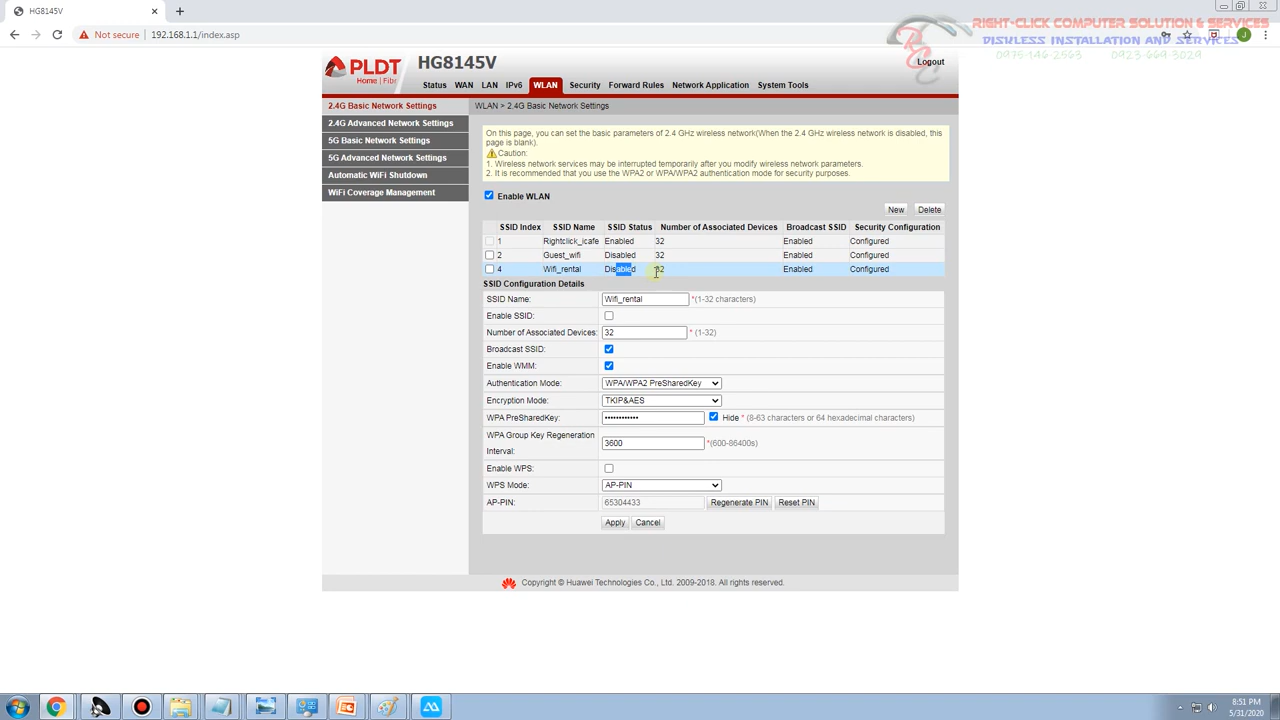 HG8145V
Not secure 192.168.1.1/index.asp
RIGHT-CLICK COMPUTER SOLUTION & SERVICES
DISKLESS INSTALLATION AND SERVICES
0975-146-2563 0923-669-3029
PLDT
Home | Fibr
HG8145V
Logout
Status WAN LAN IPv6 WLAN Security Forward Rules Network Application System Tools
2.4G Basic Network Settings
2.4G Advanced Network Settings
5G Basic Network Settings
5G Advanced Network Settings
Automatic WiFi Shutdown
WiFi Coverage Management
WLAN > 2.4G Basic Network Settings
On this page, you can set the basic parameters of 2.4 GHz wireless network(When the 2.4 GHz wireless network is disabled, this
page is blank).
Caution:
1. Wireless network services may be interrupted temporarily after you modify wireless network parameters.
2. It is recommended that you use the WPA2 or WPA/WPA2 authentication mode for security purposes.
Enable WLAN
New Delete
SSID Index SSID Name SSID Status Number of Associated Devices Broadcast SSID Security Configuration
1 Rightclick_icafe Enabled 32 Enabled Configured
2 Guest_wifi Disabled 32 Enabled Configured
4 Wifi_rental Disabled 32 Enabled Configured
SSID Configuration Details
SSID Name: Wifi_rental *(1-32 characters)
Enable SSID:
Number of Associated Devices: 32 * (1-32)
Broadcast SSID:
Enable WMM:
Authentication Mode: WPA/WPA2 PreSharedKey
Encryption Mode: TKIP&AES
WPA PreSharedKey: •••••••••••• Hide * (8-63 characters or 64 hexadecimal characters)
WPA Group Key Regeneration
Interval: 3600 *(600-86400s)
Enable WPS:
WPS Mode: AP-PIN
AP-PIN: 65304433 Regenerate PIN Reset PIN
Apply Cancel
Copyright © Huawei Technologies Co., Ltd. 2009-2018. All rights reserved.
8:51 PM
5/31/2020